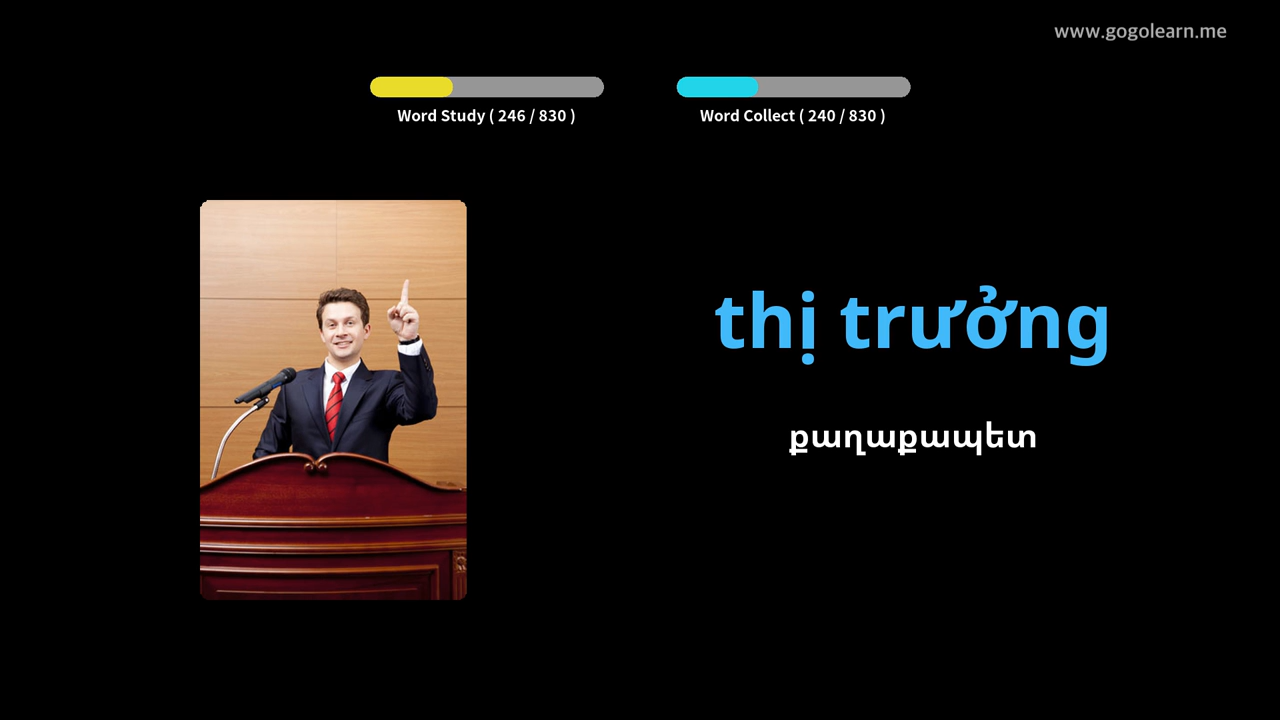 www.gogolearn.me
Word Study ( 246 / 830 )
Word Collect ( 240 / 830 )
thị trưởng
քաղաքապետ